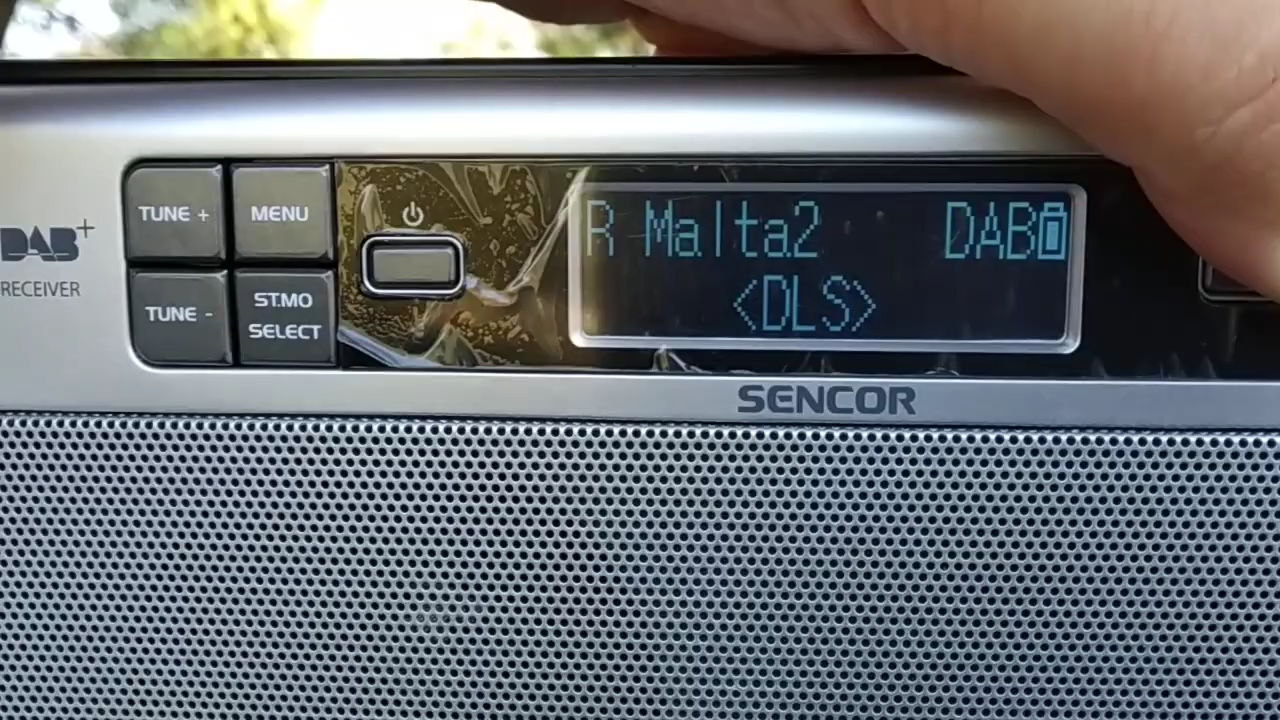 DAB+
RECEIVER
TUNE +
MENU
TUNE -
ST.MO
SELECT
R Malta2 DAB
<DLS>
SENCOR